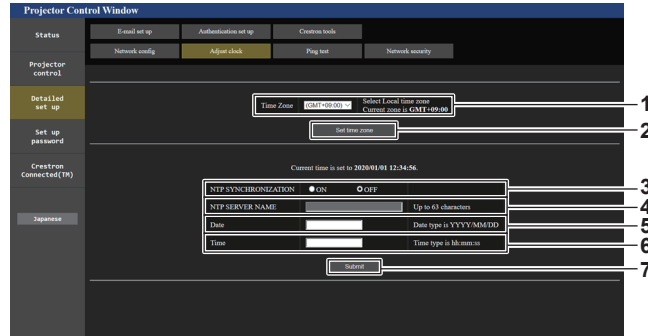 Projector Control Window
Status
E-mail set up
Authentication set up
Crestron tools
Network config
Adjust clock
Ping test
Network security
Projector
control
Detailed
set up
Set up
password
Crestron
Connected(TM)
Japanese
Time Zone
(GMT+09:00)
Select Local time zone
Current zone is GMT+09:00
1
Set time zone
2
Current time is set to 2020/01/01 12:34:56.
NTP SYNCHRONIZATION ON OFF
3
NTP SERVER NAME Up to 63 characters
4
Date Date type is YYYY/MM/DD
5
Time Time type is hh:mm:ss
6
Submit
7